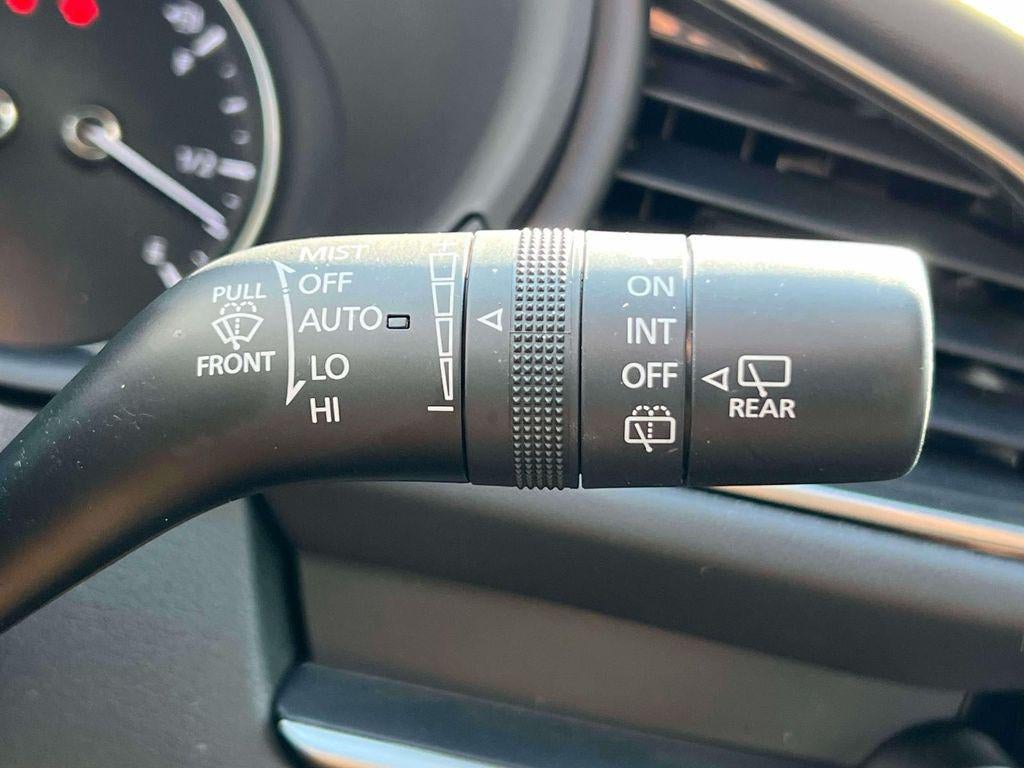 1/2
E
PULL
FRONT
MIST
OFF
AUTO
LO
HI
+
–
ON
INT
OFF
REAR